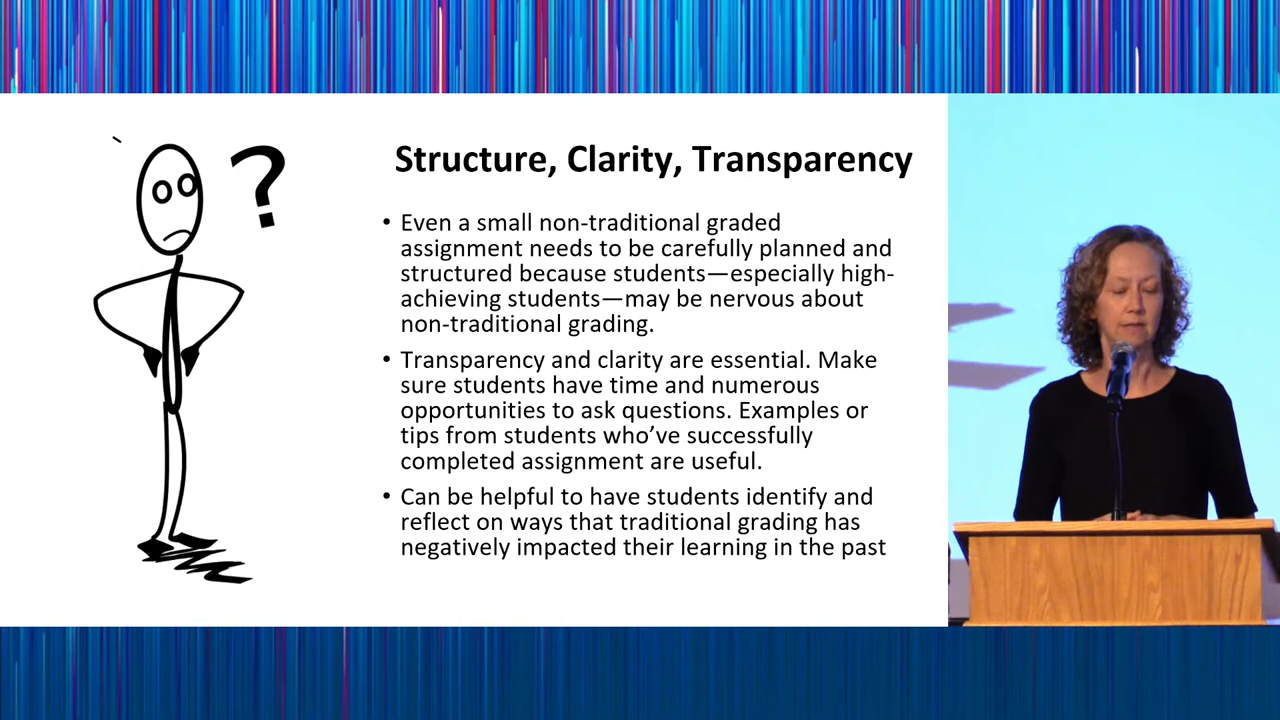 ?
Structure, Clarity, Transparency
• Even a small non-traditional graded
assignment needs to be carefully planned and
structured because students—especially high-
achieving students—may be nervous about
non-traditional grading.
• Transparency and clarity are essential. Make
sure students have time and numerous
opportunities to ask questions. Examples or
tips from students who’ve successfully
completed assignment are useful.
• Can be helpful to have students identify and
reflect on ways that traditional grading has
negatively impacted their learning in the past